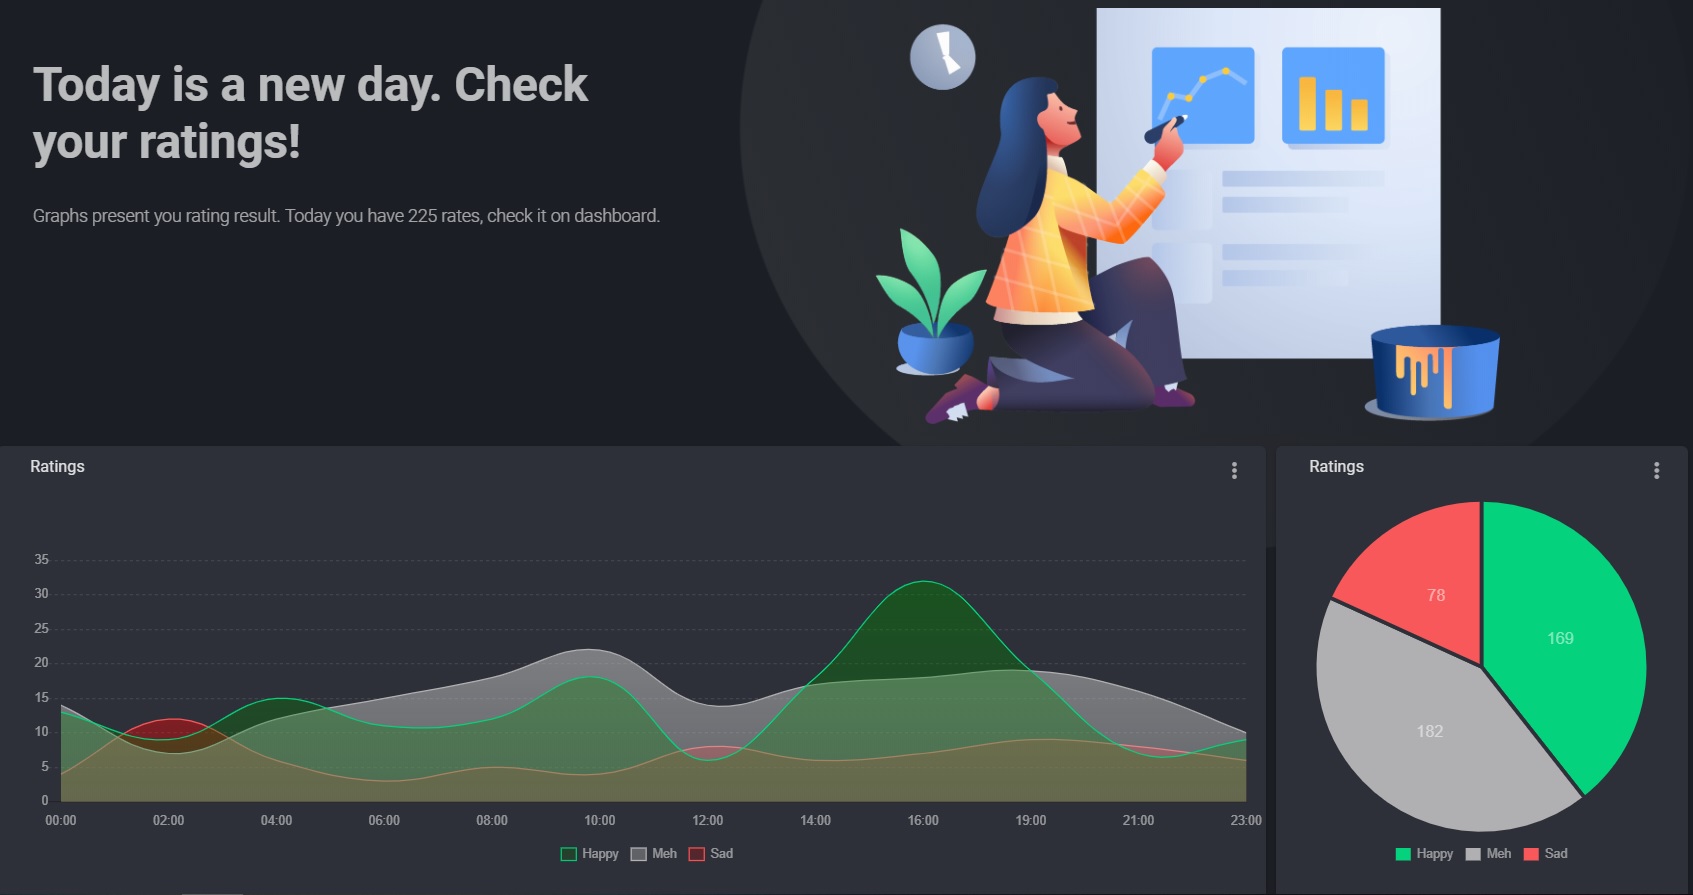 Today is a new day. Check
your ratings!
Graphs present you rating result. Today you have 225 rates, check it on dashboard.
Ratings
35
30
25
20
15
10
5
0
00:00 02:00 04:00 06:00 08:00 10:00 12:00 14:00 16:00 19:00 21:00 23:00
Happy Meh Sad
Ratings
78
169
182
Happy Meh Sad